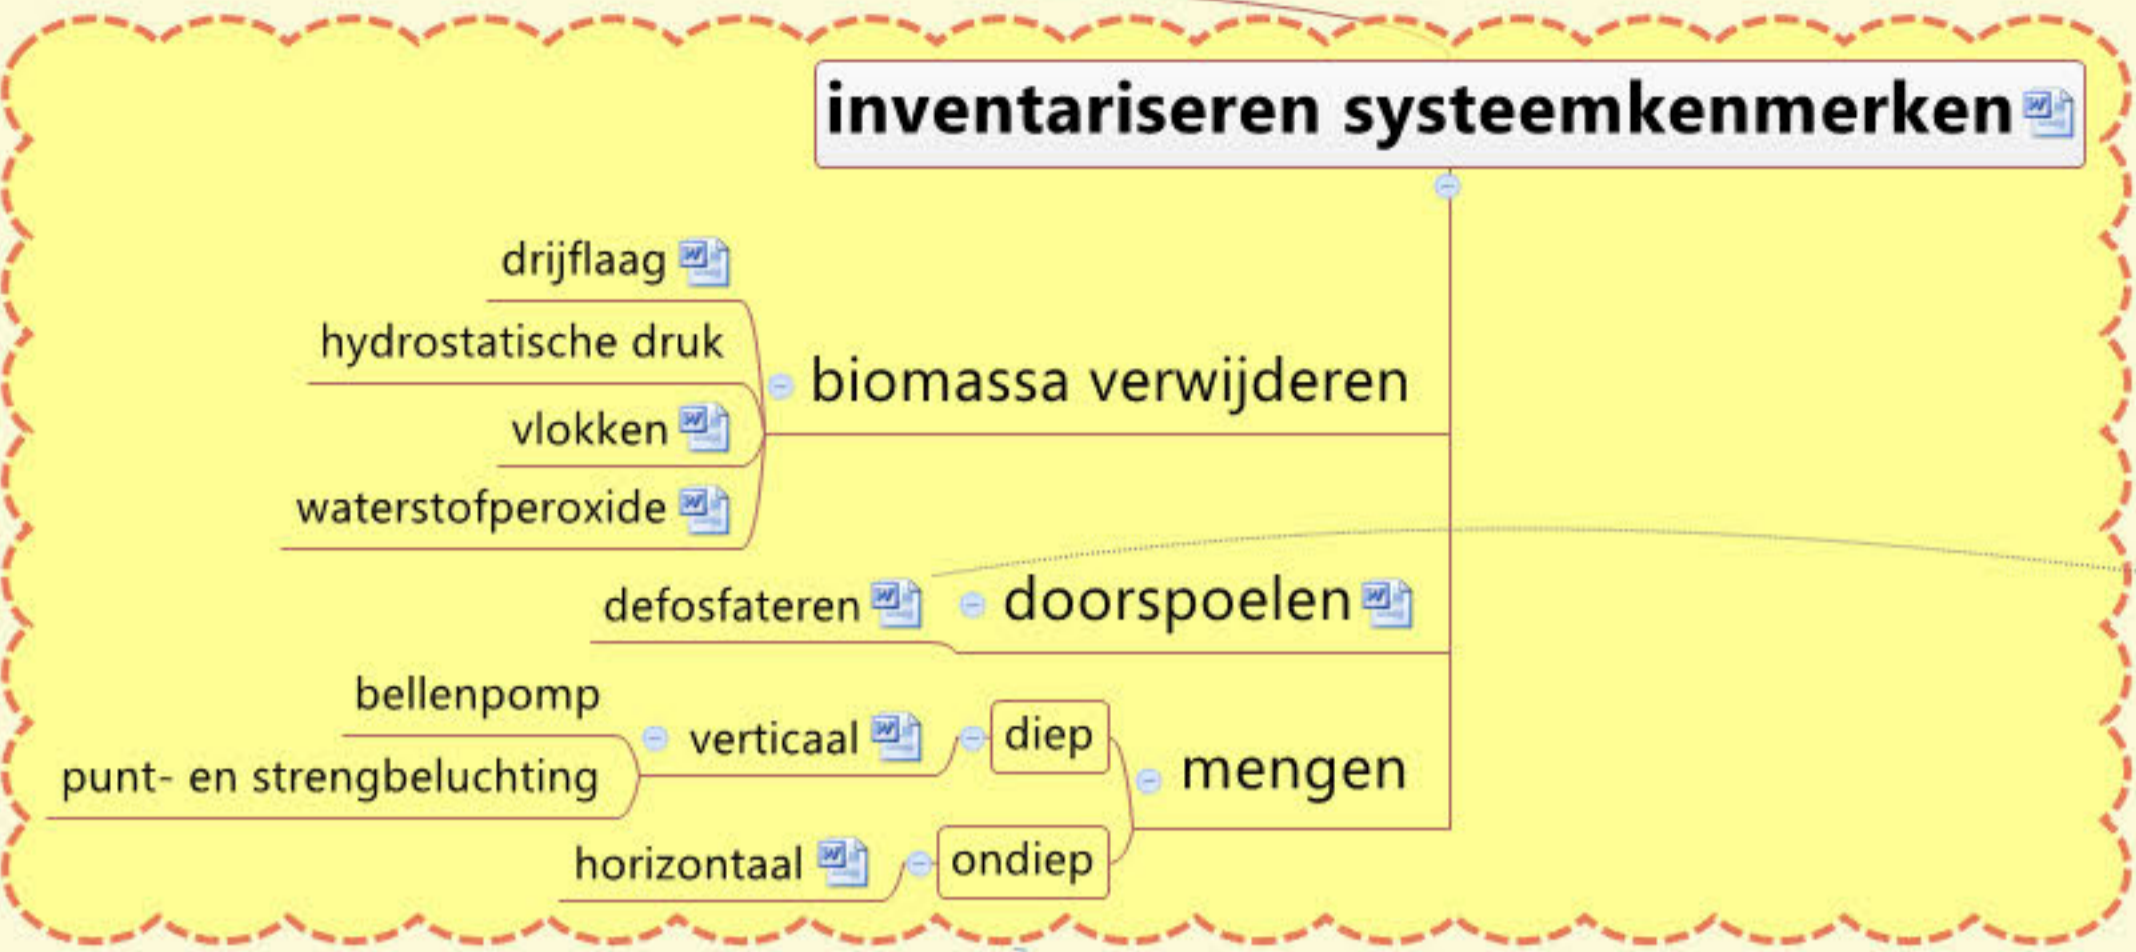 inventariseren systeemkenmerken
drijflaag
hydrostatische druk
biomassa verwijderen
vlokken
waterstofperoxide
defosfateren
doorspoelen
bellenpomp
verticaal
diep
mengen
punt- en strengbeluchting
horizontaal
ondiep